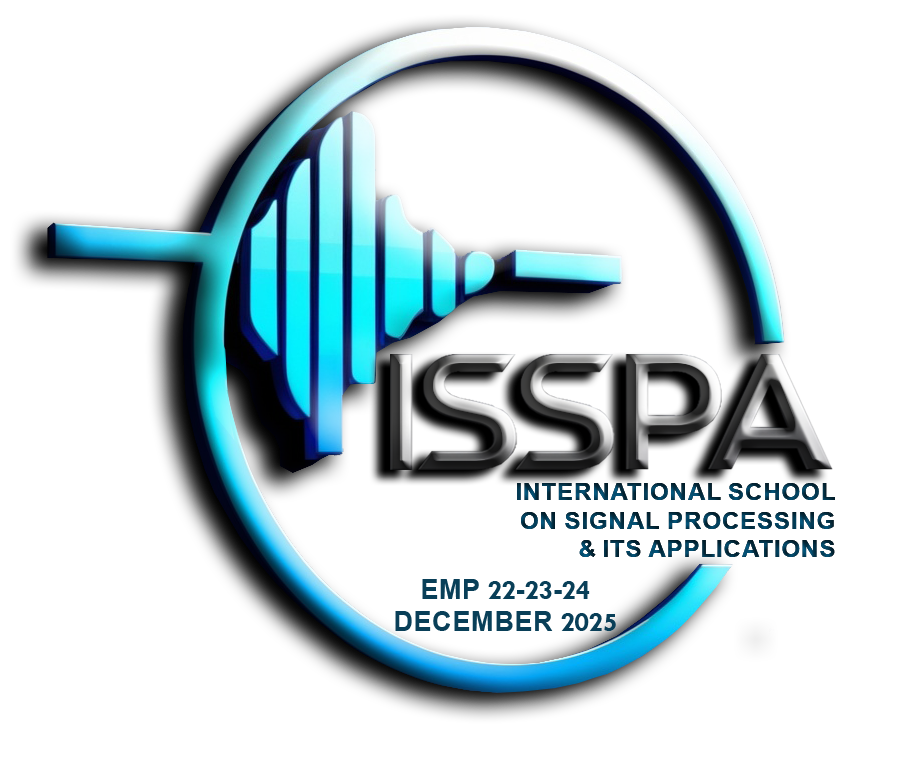 ISSPA
INTERNATIONAL SCHOOL
ON SIGNAL PROCESSING
& ITS APPLICATIONS
EMP 22-23-24
DECEMBER 2025